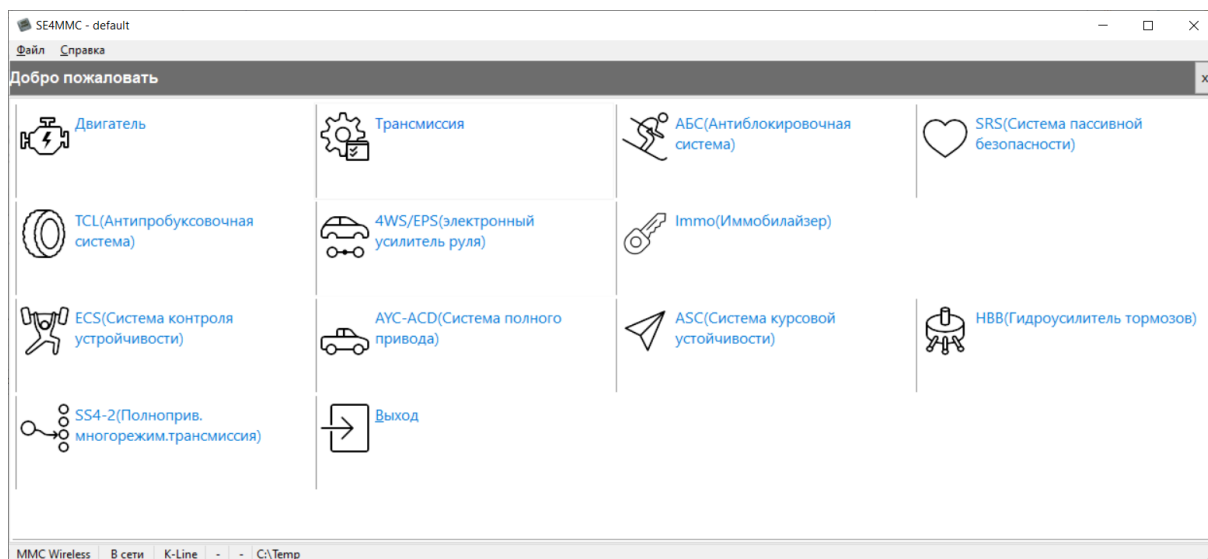 SE4MMC - default
Файл Справка
Добро пожаловать
x
Двигатель
Трансмиссия
АБС(Антиблокировочная
система)
SRS(Система пассивной
безопасности)
TCL(Антипробуксовочная
система)
4WS/EPS(электронный
усилитель руля)
Immo(Иммобилайзер)
ECS(Система контроля
устройчивости)
AYC-ACD(Система полного
привода)
ASC(Система курсовой
устойчивости)
HBB(Гидроусилитель тормозов)
SS4-2(Полноприв.
многорежим.трансмиссия)
Выход
MMC Wireless В сети K-Line - - C:\Temp